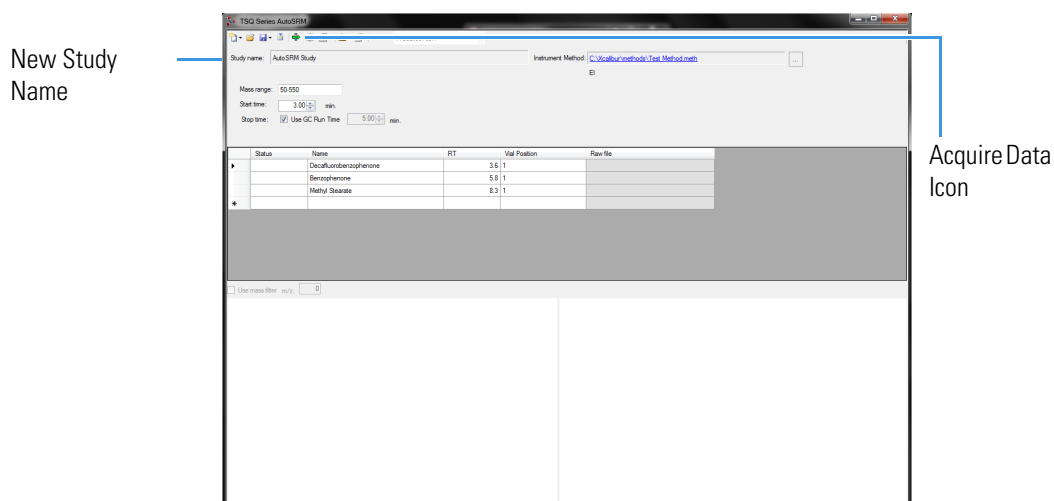 TSQ Series AutoSRM
New Study
Name
Study name: AutoSRM Study
Instrument Method: C:\Xcalibur\methods\Test Method.meth
...
EI
Mass range: 50-550
Start time: 3.00 min.
Stop time: Use GC Run Time 5.00 min.
Acquire Data
Icon
Status Name RT Vial Position Raw file
Decafluorobenzophenone 3.6 1
Benzophenone 5.8 1
Methyl Stearate 8.3 1
Use mass filter m/z: 0